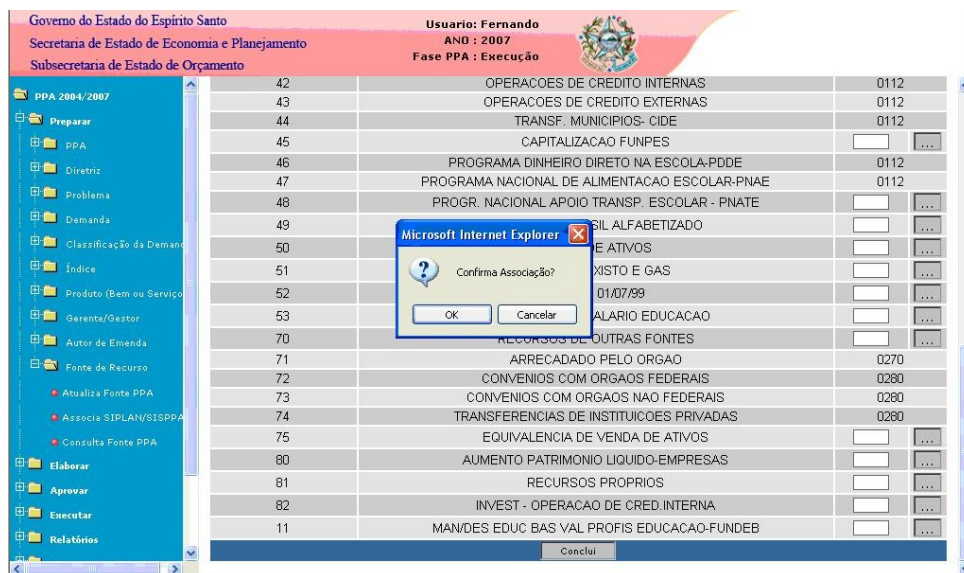 Governo do Estado do Espírito Santo
Secretaria de Estado de Economia e Planejamento
Subsecretaria de Estado de Orçamento
Usuario: Fernando
ANO : 2007
Fase PPA : Execução
PPA 2004/2007
Preparar
PPA
Diretriz
Problema
Demanda
Classificação da Demand
Índice
Produto (Bem ou Serviço
Gerente/Gestor
Autor de Emenda
Fonte de Recurso
Atualiza Fonte PPA
Associa SIPLAN/SISPPA
Consulta Fonte PPA
Elaborar
Aprovar
Executar
Relatórios
42 OPERACOES DE CREDITO INTERNAS 0112
43 OPERACOES DE CREDITO EXTERNAS 0112
44 TRANSF. MUNICIPIOS- CIDE 0112
45 CAPITALIZACAO FUNPES ...
46 PROGRAMA DINHEIRO DIRETO NA ESCOLA-PDDE 0112
47 PROGRAMA NACIONAL DE ALIMENTACAO ESCOLAR-PNAE 0112
48 PROGR. NACIONAL APOIO TRANSP. ESCOLAR - PNATE ...
49 SIL ALFABETIZADO ...
50 E ATIVOS ...
51 XISTO E GAS ...
52 01/07/99 ...
53 ALARIO EDUCACAO ...
70 RECURSOS DE OUTRAS FONTES ...
71 ARRECADADO PELO ORGAO 0270
72 CONVENIOS COM ORGAOS FEDERAIS 0280
73 CONVENIOS COM ORGAOS NAO FEDERAIS 0280
74 TRANSFERENCIAS DE INSTITUICOES PRIVADAS 0280
75 EQUIVALENCIA DE VENDA DE ATIVOS ...
80 AUMENTO PATRIMONIO LIQUIDO-EMPRESAS ...
81 RECURSOS PROPRIOS ...
82 INVEST - OPERACAO DE CRED.INTERNA ...
11 MAN/DES EDUC BAS VAL PROFIS EDUCACAO-FUNDEB ...
Conclui
Microsoft Internet Explorer
Confirma Associação?
OK Cancelar